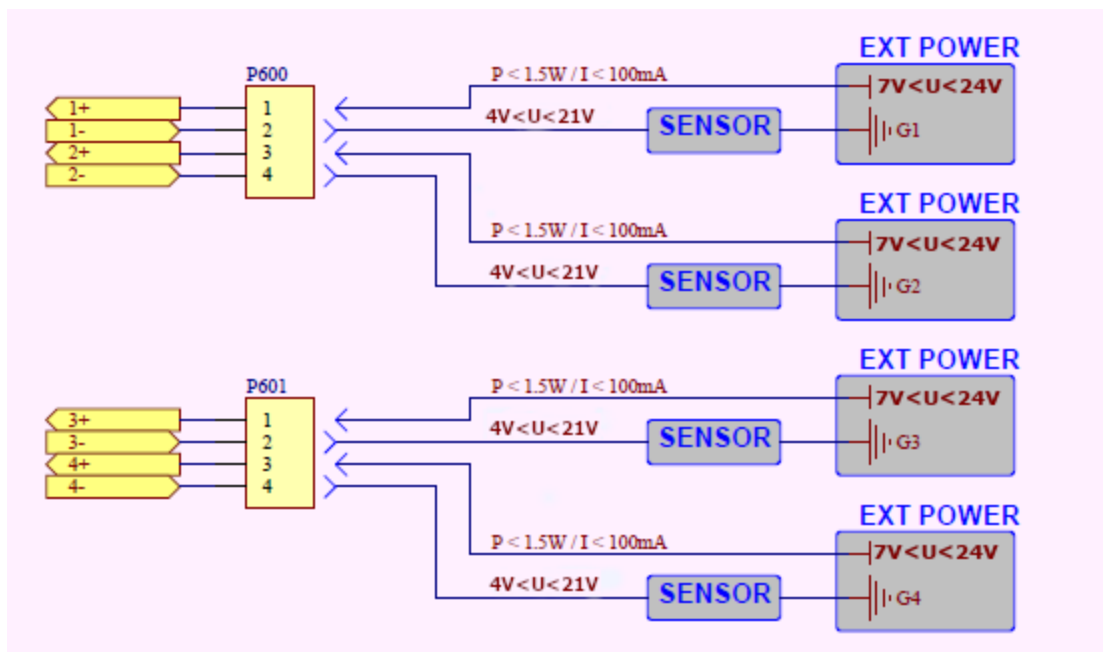 EXT POWER
P600
P < 1.5W / I < 100mA
7V<U<24V
1+
1
4V<U<21V
1-
2
SENSOR
G1
2+
3
2-
4
EXT POWER
P < 1.5W / I < 100mA
7V<U<24V
4V<U<21V
SENSOR
G2
EXT POWER
P601
P < 1.5W / I < 100mA
7V<U<24V
3+
1
4V<U<21V
3-
2
SENSOR
G3
4+
3
4-
4
EXT POWER
P < 1.5W / I < 100mA
7V<U<24V
4V<U<21V
SENSOR
G4